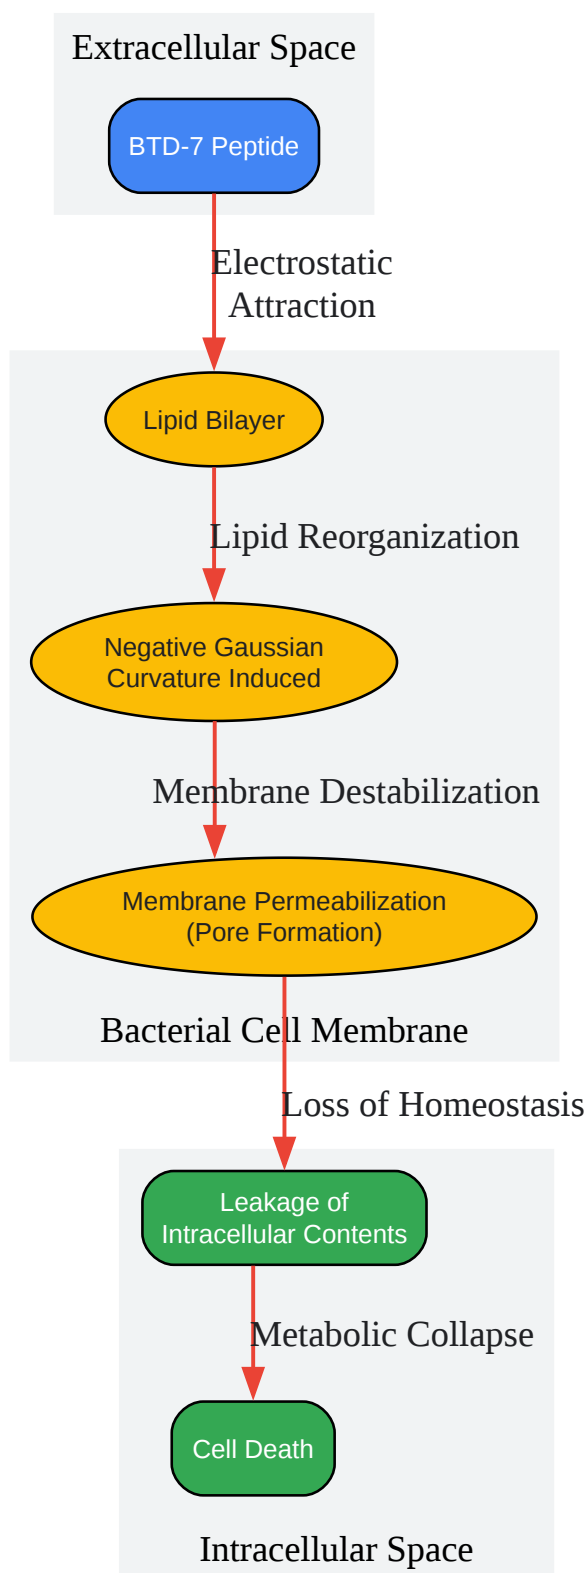 Extracellular Space
BTD-7 Peptide
Electrostatic
Attraction
Lipid Bilayer
Lipid Reorganization
Negative Gaussian
Curvature Induced
Membrane Destabilization
Membrane Permeabilization
(Pore Formation)
Bacterial Cell Membrane
Loss of Homeostasis
Leakage of
Intracellular Contents
Metabolic Collapse
Cell Death
Intracellular Space